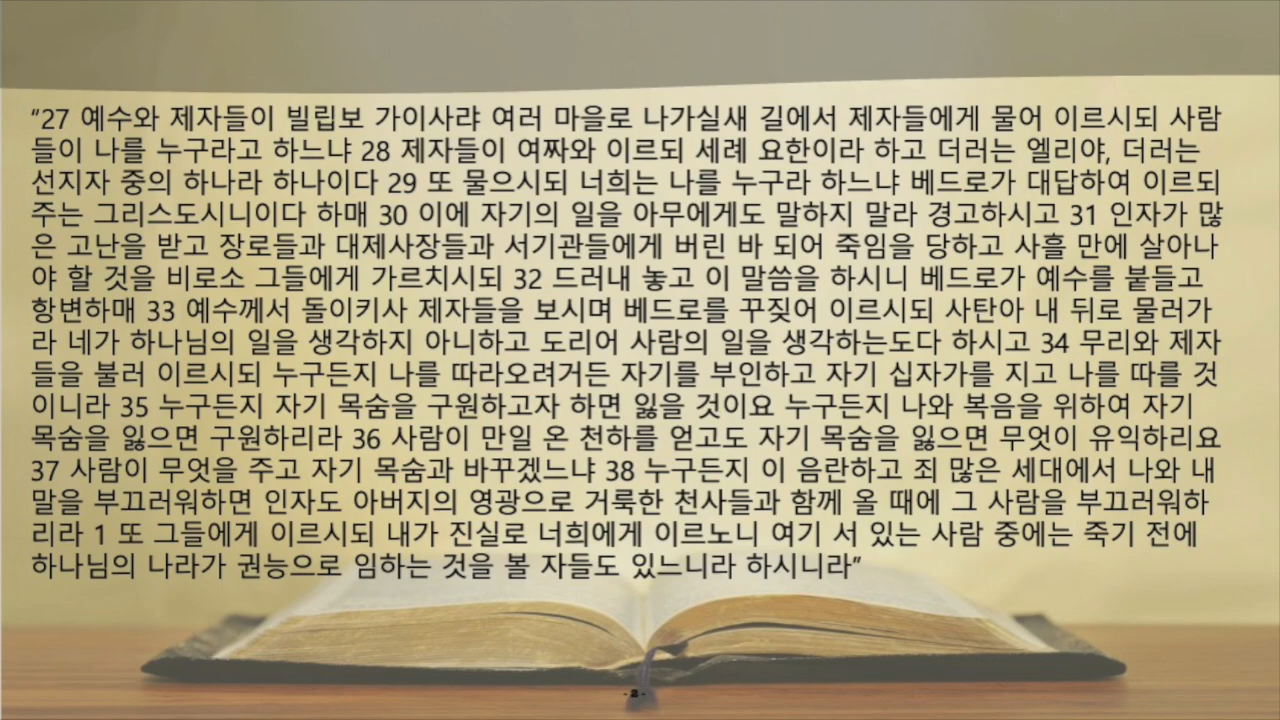 “27 예수와 제자들이 빌립보 가이사랴 여러 마을로 나가실새 길에서 제자들에게 물어 이르시되 사람
들이 나를 누구라고 하느냐 28 제자들이 여짜와 이르되 세례 요한이라 하고 더러는 엘리야, 더러는
선지자 중의 하나라 하나이다 29 또 물으시되 너희는 나를 누구라 하느냐 베드로가 대답하여 이르되
주는 그리스도시니이다 하매 30 이에 자기의 일을 아무에게도 말하지 말라 경고하시고 31 인자가 많
은 고난을 받고 장로들과 대제사장들과 서기관들에게 버린 바 되어 죽임을 당하고 사흘 만에 살아나
야 할 것을 비로소 그들에게 가르치시되 32 드러내 놓고 이 말씀을 하시니 베드로가 예수를 붙들고
항변하매 33 예수께서 돌이키사 제자들을 보시며 베드로를 꾸짖어 이르시되 사탄아 내 뒤로 물러가
라 네가 하나님의 일을 생각하지 아니하고 도리어 사람의 일을 생각하는도다 하시고 34 무리와 제자
들을 불러 이르시되 누구든지 나를 따라오려거든 자기를 부인하고 자기 십자가를 지고 나를 따를 것
이니라 35 누구든지 자기 목숨을 구원하고자 하면 잃을 것이요 누구든지 나와 복음을 위하여 자기
목숨을 잃으면 구원하리라 36 사람이 만일 온 천하를 얻고도 자기 목숨을 잃으면 무엇이 유익하리요
37 사람이 무엇을 주고 자기 목숨과 바꾸겠느냐 38 누구든지 이 음란하고 죄 많은 세대에서 나와 내
말을 부끄러워하면 인자도 아버지의 영광으로 거룩한 천사들과 함께 올 때에 그 사람을 부끄러워하
리라 1 또 그들에게 이르시되 내가 진실로 너희에게 이르노니 여기 서 있는 사람 중에는 죽기 전에
하나님의 나라가 권능으로 임하는 것을 볼 자들도 있느니라 하시니라”
- 2 -